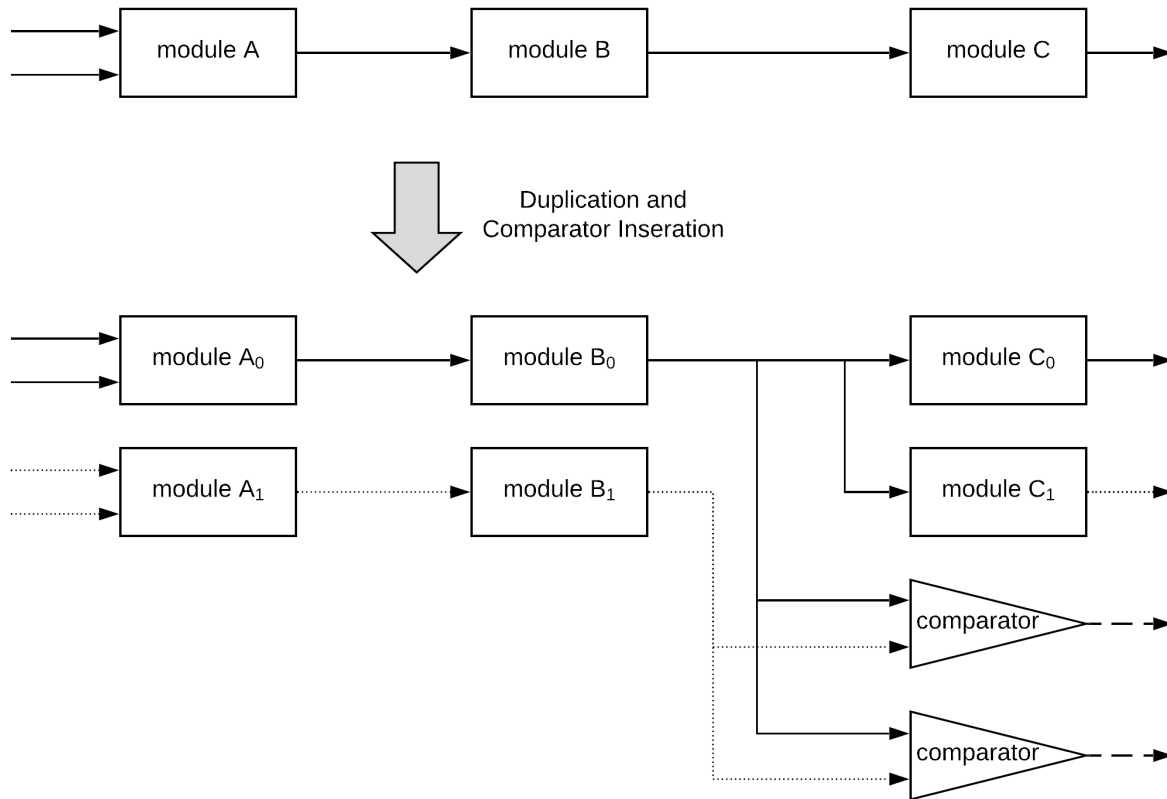 module A
module B
module C
Duplication and
Comparator Inseration
module A₀
module B₀
module C₀
module A₁
module B₁
module C₁
comparator
comparator